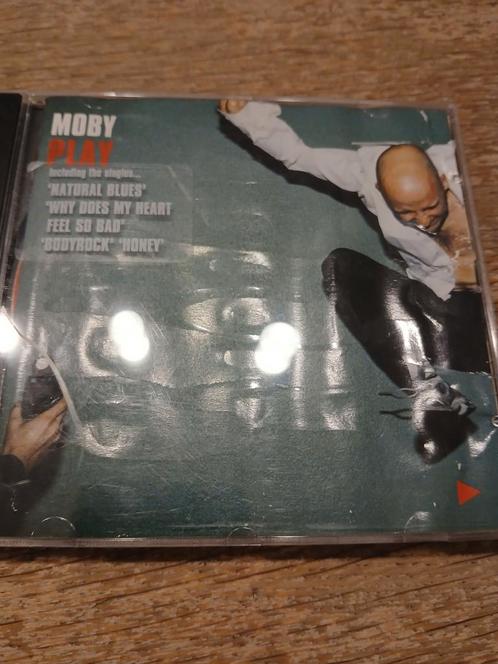 MOBY
PLAY
Including the singles...
'NATURAL BLUES'
'WHY DOES MY HEART
FEEL SO BAD'
'BODYROCK' 'HONEY'